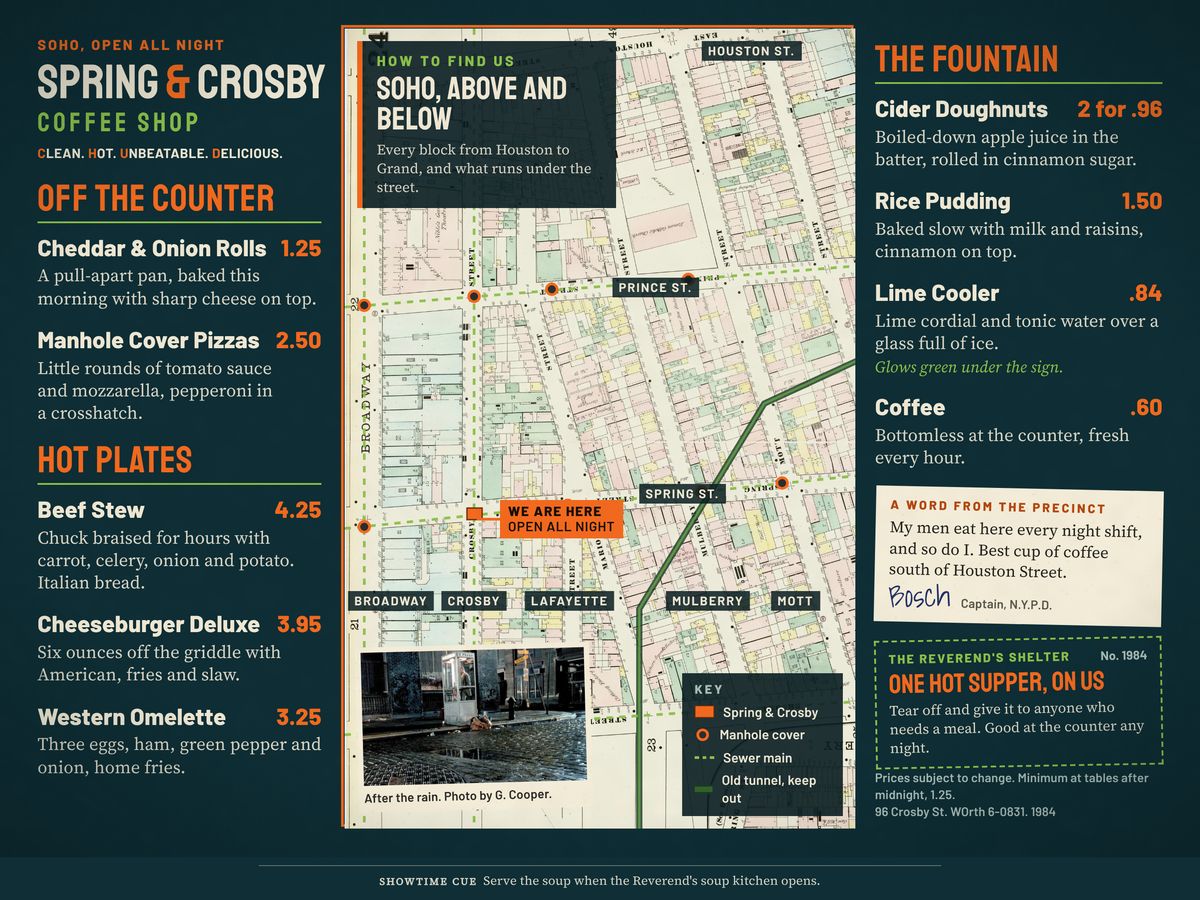 SOHO, OPEN ALL NIGHT
SPRING & CROSBY
COFFEE SHOP
CLEAN. HOT. UNBEATABLE. DELICIOUS.
OFF THE COUNTER
Cheddar & Onion Rolls 1.25
A pull-apart pan, baked this
morning with sharp cheese on top.
Manhole Cover Pizzas 2.50
Little rounds of tomato sauce
and mozzarella, pepperoni in
a crosshatch.
HOT PLATES
Beef Stew 4.25
Chuck braised for hours with
carrot, celery, onion and potato.
Italian bread.
Cheeseburger Deluxe 3.95
Six ounces off the griddle with
American, fries and slaw.
Western Omelette 3.25
Three eggs, ham, green pepper and
onion, home fries.
HOW TO FIND US
SOHO, ABOVE AND
BELOW
Every block from Houston to
Grand, and what runs under the
street.
HOUSTON ST.
EAST
HOUSTON
STREET
STREET
PRINCE ST.
22
STREET
STREET
BROADWAY
MOTT
SPRING ST.
SPRING
WE ARE HERE
OPEN ALL NIGHT
CROSBY
STREET
BROADWAY
CROSBY
LAFAYETTE
MULBERRY
MOTT
21
STREET
23
After the rain. Photo by G. Cooper.
KEY
Spring & Crosby
Manhole cover
Sewer main
Old tunnel, keep
out
THE FOUNTAIN
Cider Doughnuts 2 for .96
Boiled-down apple juice in the
batter, rolled in cinnamon sugar.
Rice Pudding 1.50
Baked slow with milk and raisins,
cinnamon on top.
Lime Cooler .84
Lime cordial and tonic water over a
glass full of ice.
Glows green under the sign.
Coffee .60
Bottomless at the counter, fresh
every hour.
A WORD FROM THE PRECINCT
My men eat here every night shift,
and so do I. Best cup of coffee
south of Houston Street.
Bosch Captain, N.Y.P.D.
THE REVEREND'S SHELTER No. 1984
ONE HOT SUPPER, ON US
Tear off and give it to anyone who
needs a meal. Good at the counter any
night.
Prices subject to change. Minimum at tables after
midnight, 1.25.
96 Crosby St. WOrth 6-0831. 1984
SHOWTIME CUE Serve the soup when the Reverend's soup kitchen opens.